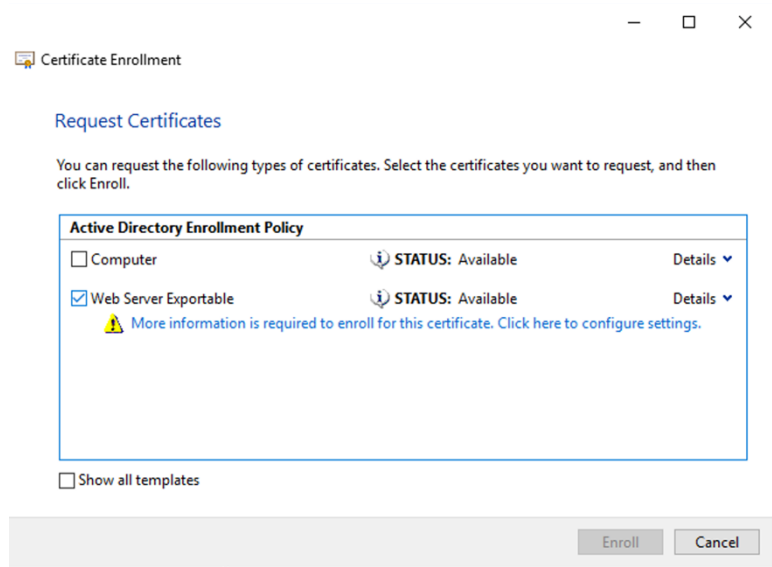 Certificate Enrollment
Request Certificates
You can request the following types of certificates. Select the certificates you want to request, and then
click Enroll.
Active Directory Enrollment Policy
Computer STATUS: Available Details
Web Server Exportable STATUS: Available Details
More information is required to enroll for this certificate. Click here to configure settings.
Show all templates
Enroll Cancel